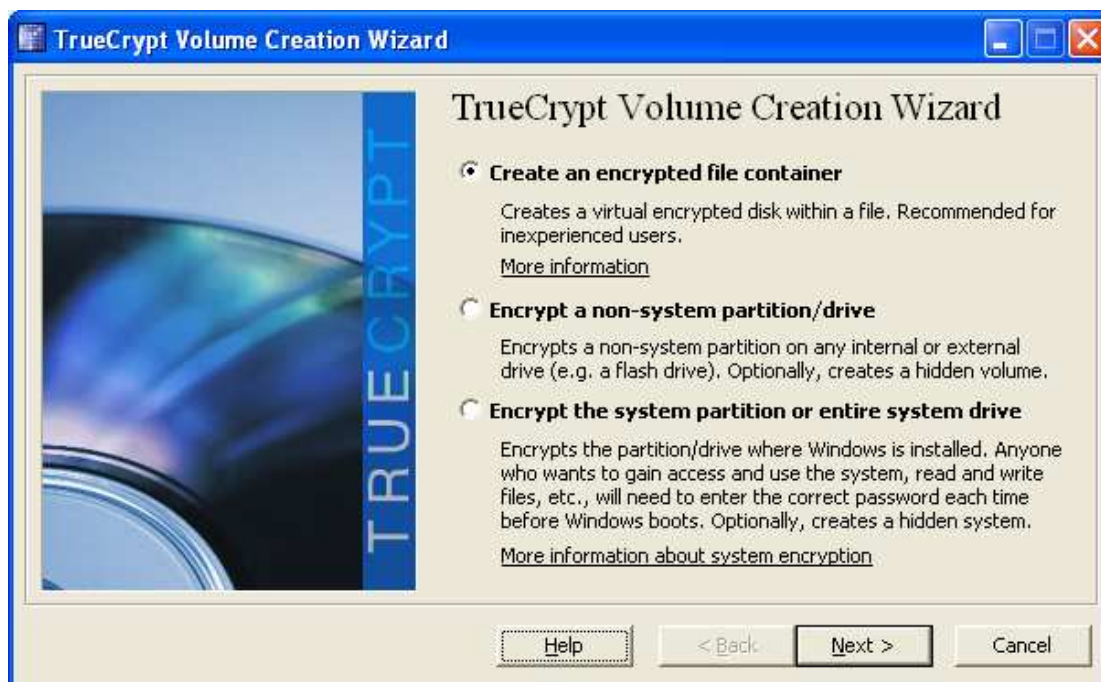 TrueCrypt Volume Creation Wizard
TRUECRYPT
TrueCrypt Volume Creation Wizard
Create an encrypted file container
Creates a virtual encrypted disk within a file. Recommended for
inexperienced users.
More information
Encrypt a non-system partition/drive
Encrypts a non-system partition on any internal or external
drive (e.g. a flash drive). Optionally, creates a hidden volume.
Encrypt the system partition or entire system drive
Encrypts the partition/drive where Windows is installed. Anyone
who wants to gain access and use the system, read and write
files, etc., will need to enter the correct password each time
before Windows boots. Optionally, creates a hidden system.
More information about system encryption
Help
< Back
Next >
Cancel